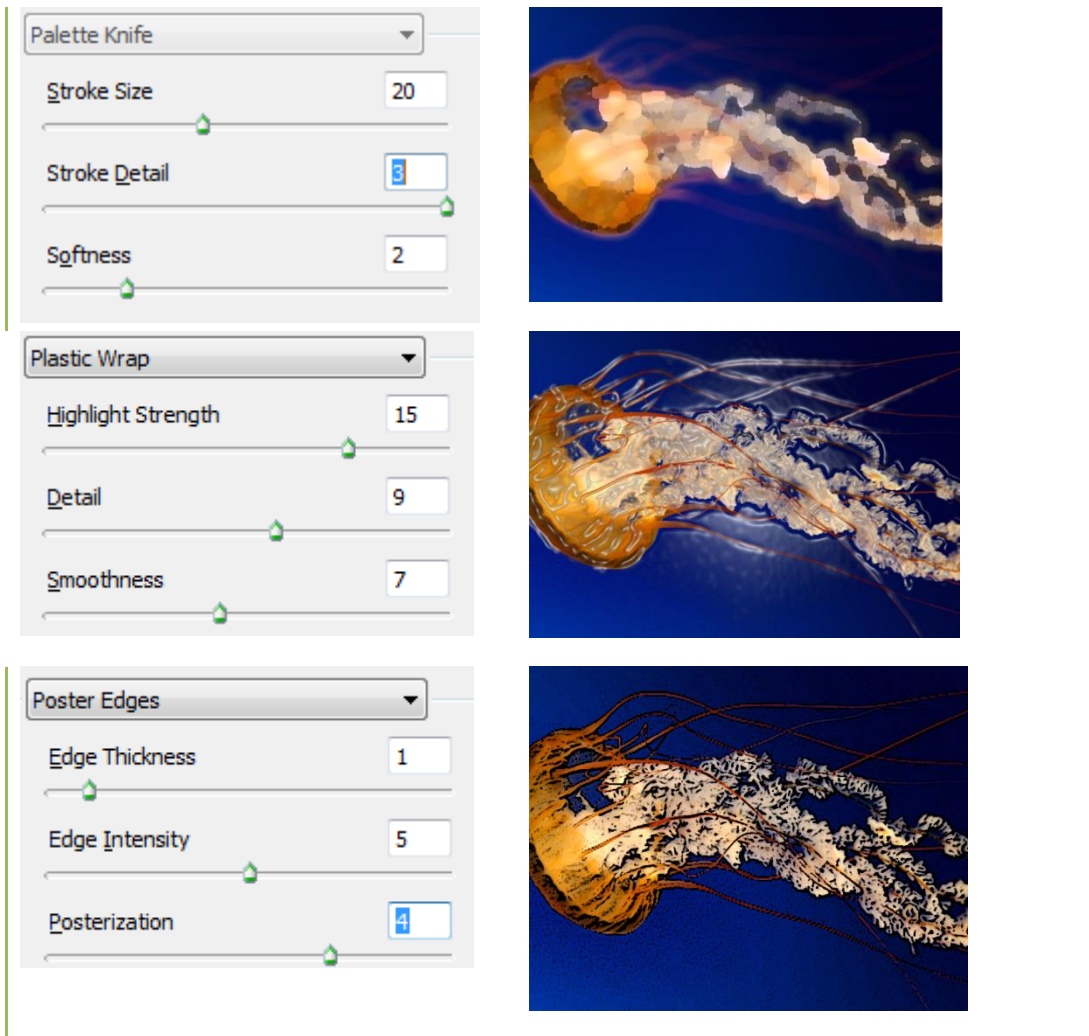 Palette Knife
Stroke Size 20
Stroke Detail 3
Softness 2
Plastic Wrap
Highlight Strength 15
Detail 9
Smoothness 7
Poster Edges
Edge Thickness 1
Edge Intensity 5
Posterization 4